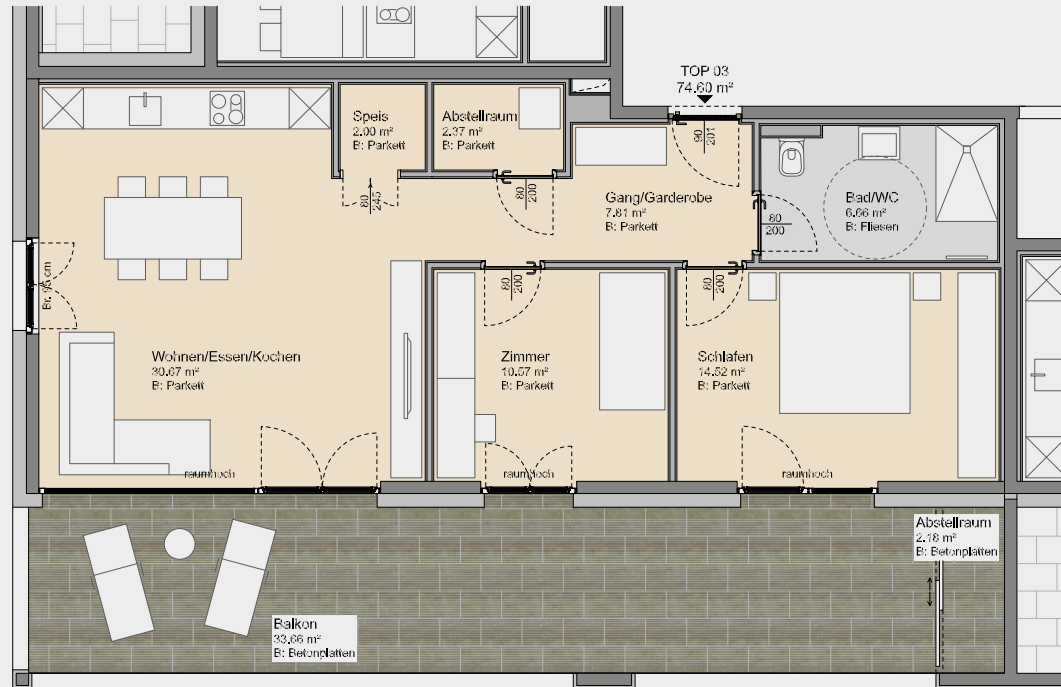 TOP 03
74.60 m²
Speis
2.00 m²
B: Parkett
Abstellraum
2.37 m²
B: Parkett
90
201
80
245
80
200
Gang/Garderobe
7.81 m²
B: Parkett
80
200
Bad/WC
6.66 m²
B: Fliesen
Br. 95 cm
80
200
80
200
Wohnen/Essen/Kochen
30.67 m²
B: Parkett
Zimmer
10.57 m²
B: Parkett
Schlafen
14.52 m²
B: Parkett
raumhoch
raumhoch
raumhoch
Abstellraum
2.18 m²
B: Betonplatten
Balkon
33.66 m²
B: Betonplatten